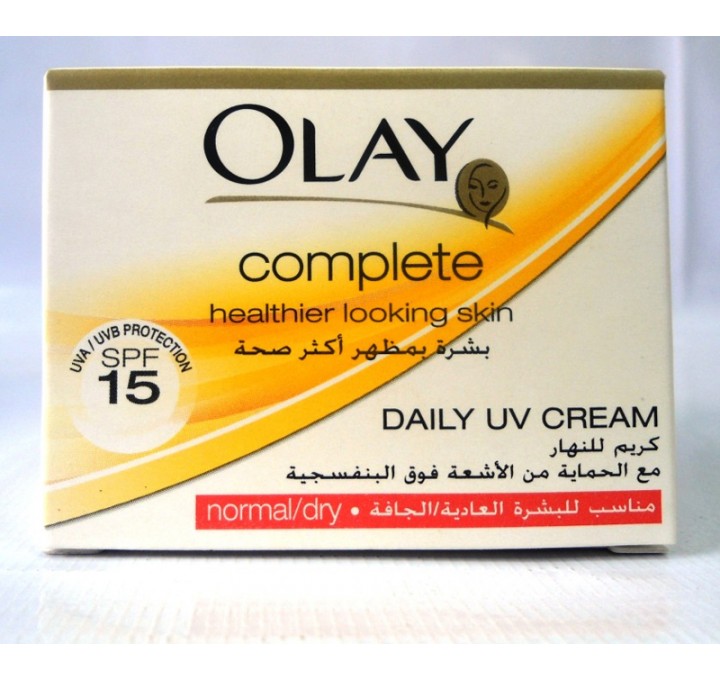 OLAY
complete
healthier looking skin
بشرة بمظهر أكثر صحة
UVA / UVB PROTECTION
SPF
15
DAILY UV CREAM
كريم للنهار
مع الحماية من الأشعة فوق البنفسجية
normal/dry • مناسب للبشرة العادية/الجافة